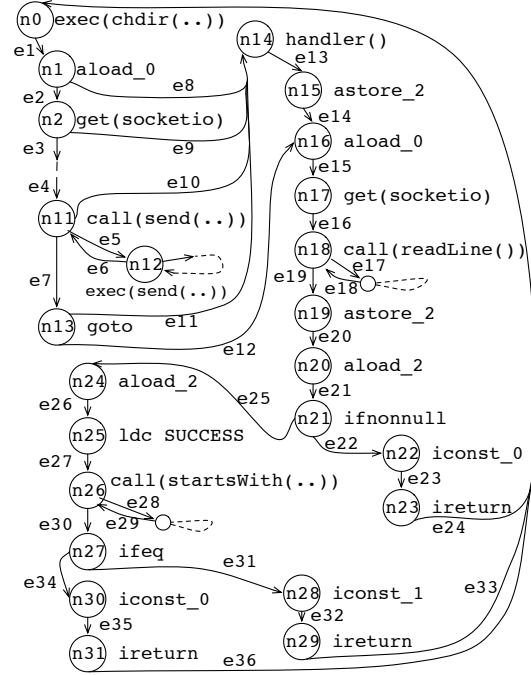 n0 exec(chdir(..))
e1
n1 aload_0
e2 e8
n2 get(socketio)
e3 e9
e4 e10
n11 call(send(..))
e5
e6 n12
e7 exec(send(..))
n13 goto e11
e12
n14 handler()
e13
n15 astore_2
e14
n16 aload_0
e15
n17 get(socketio)
e16
n18 call(readLine())
e17
e19 e18
n19 astore_2
e20
n20 aload_2
e21
n21 ifnonnull
e22
n22 iconst_0
e23
n23 ireturn
e24
e25
n24 aload_2
e26
n25 ldc SUCCESS
e27
n26 call(startsWith(..))
e28
e30 e29
n27 ifeq
e31
e34
n28 iconst_1
e33
n30 iconst_0
e32
e35
n29 ireturn
n31 ireturn
e36